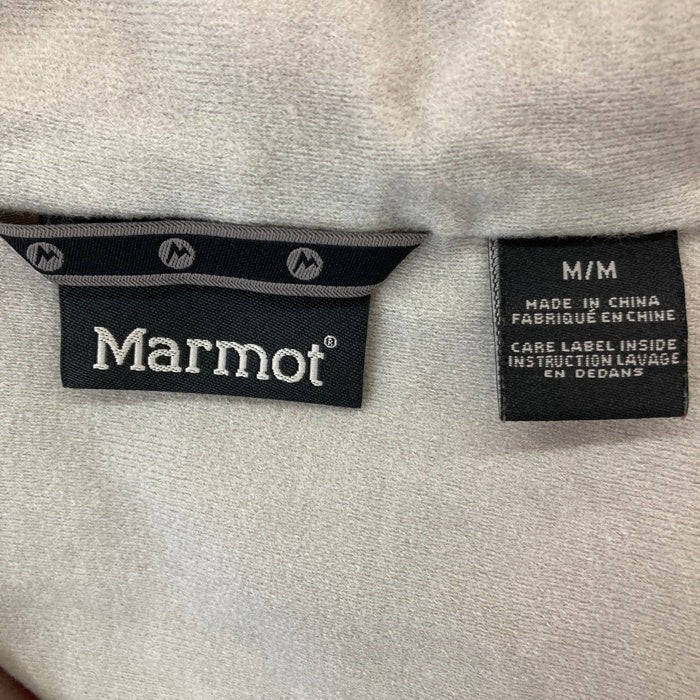 Marmot®
M/M
MADE IN CHINA
FABRIQUÉ EN CHINE
CARE LABEL INSIDE
INSTRUCTION LAVAGE
EN DEDANS